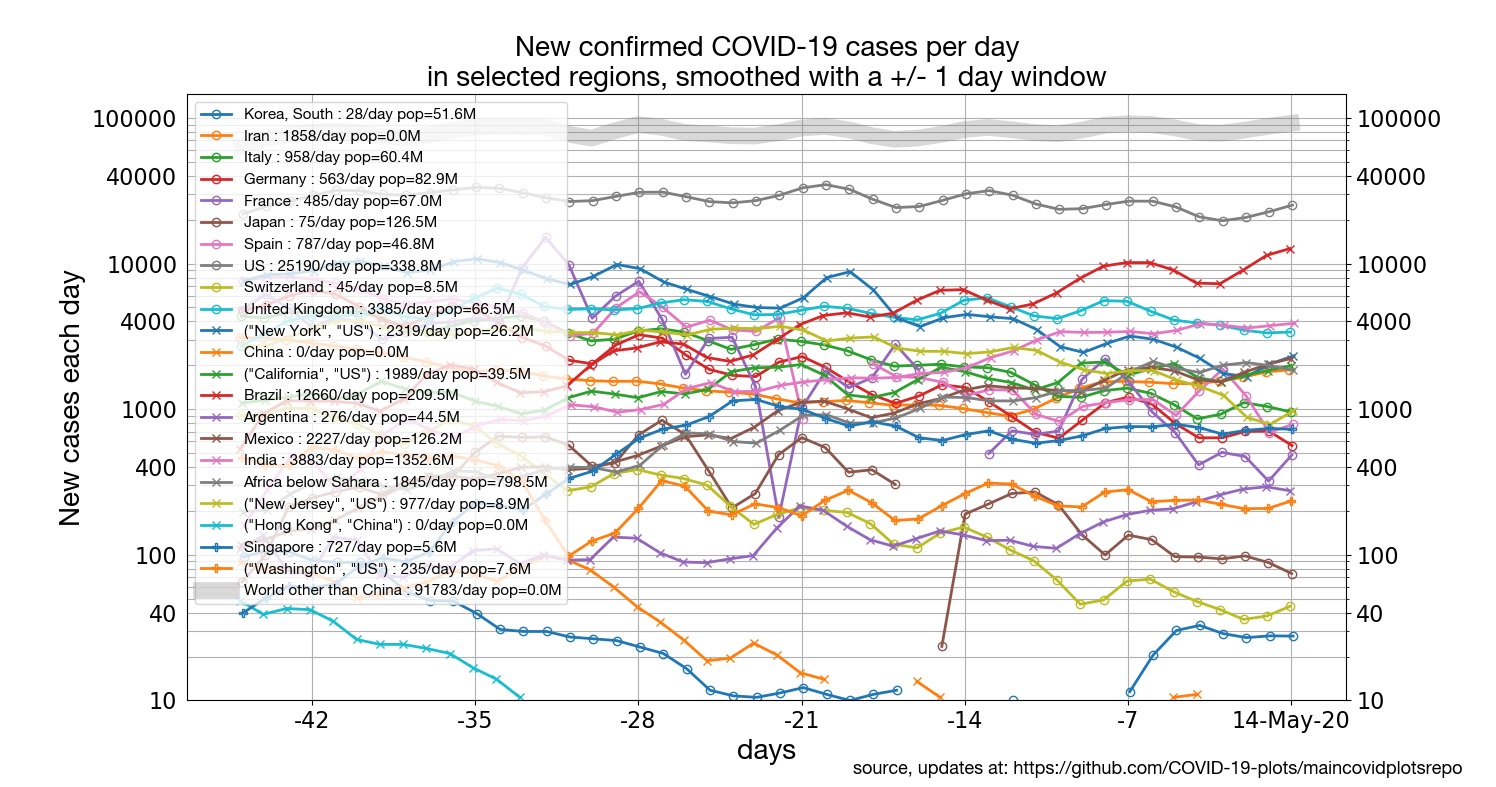 New confirmed COVID-19 cases per day
in selected regions, smoothed with a +/- 1 day window
New cases each day
100000
40000
10000
4000
1000
400
100
40
10
Korea, South : 28/day pop=51.6M
Iran : 1858/day pop=0.0M
Italy : 958/day pop=60.4M
Germany : 563/day pop=82.9M
France : 485/day pop=67.0M
Japan : 75/day pop=126.5M
Spain : 787/day pop=46.8M
US : 25190/day pop=338.8M
Switzerland : 45/day pop=8.5M
United Kingdom : 3385/day pop=66.5M
("New York", "US") : 2319/day pop=26.2M
China : 0/day pop=0.0M
("California", "US") : 1989/day pop=39.5M
Brazil : 12660/day pop=209.5M
Argentina : 276/day pop=44.5M
Mexico : 2227/day pop=126.2M
India : 3883/day pop=1352.6M
Africa below Sahara : 1845/day pop=798.5M
("New Jersey", "US") : 977/day pop=8.9M
("Hong Kong", "China") : 0/day pop=0.0M
Singapore : 727/day pop=5.6M
("Washington", "US") : 235/day pop=7.6M
World other than China : 91783/day pop=0.0M
100000
40000
10000
4000
1000
400
100
40
10
-42 -35 -28 -21 -14 -7 14-May-20
days
source, updates at: https://github.com/COVID-19-plots/maincovidplotsrepo